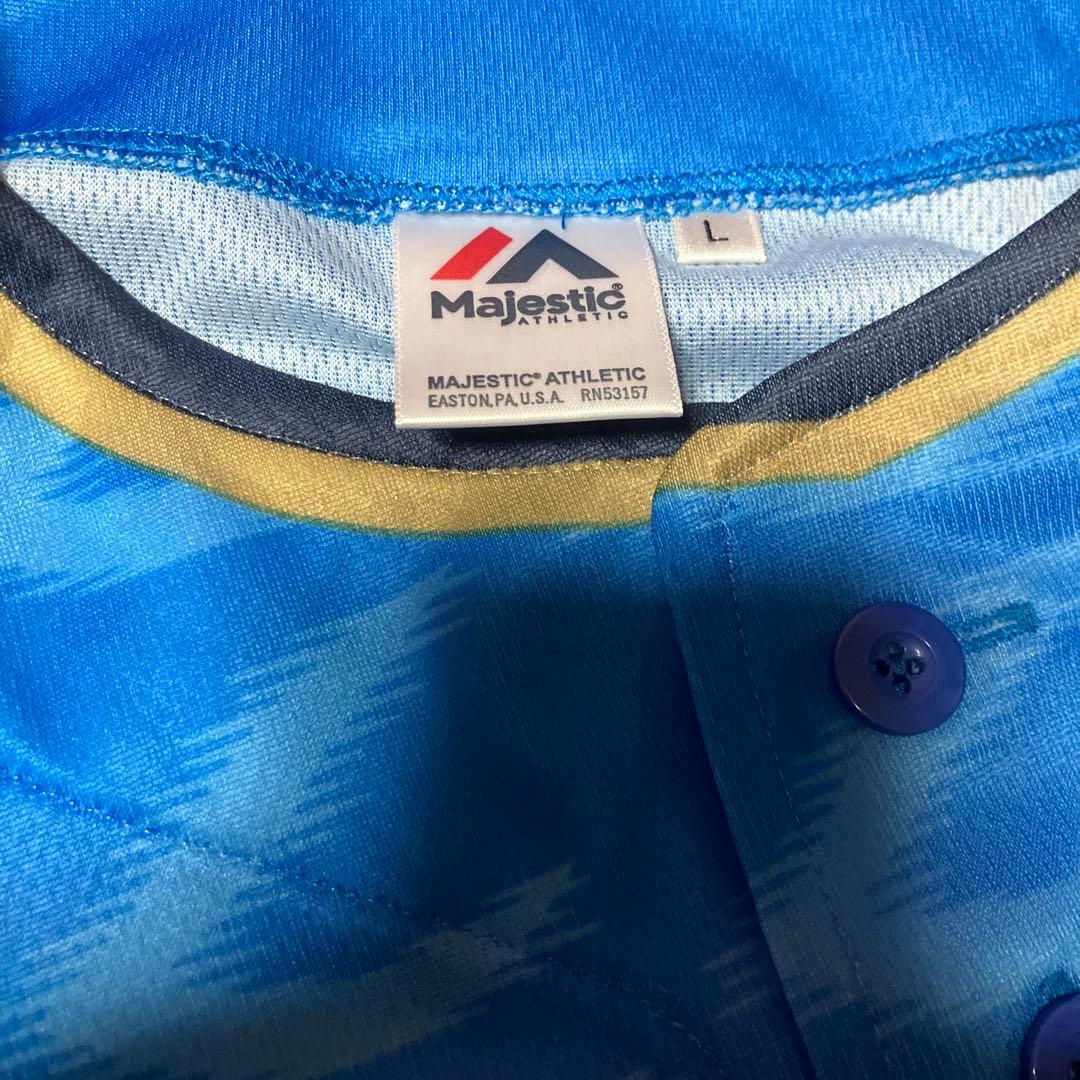 L
Majestic®
ATHLETIC
MAJESTIC® ATHLETIC
EASTON, PA, U.S.A. RN53157